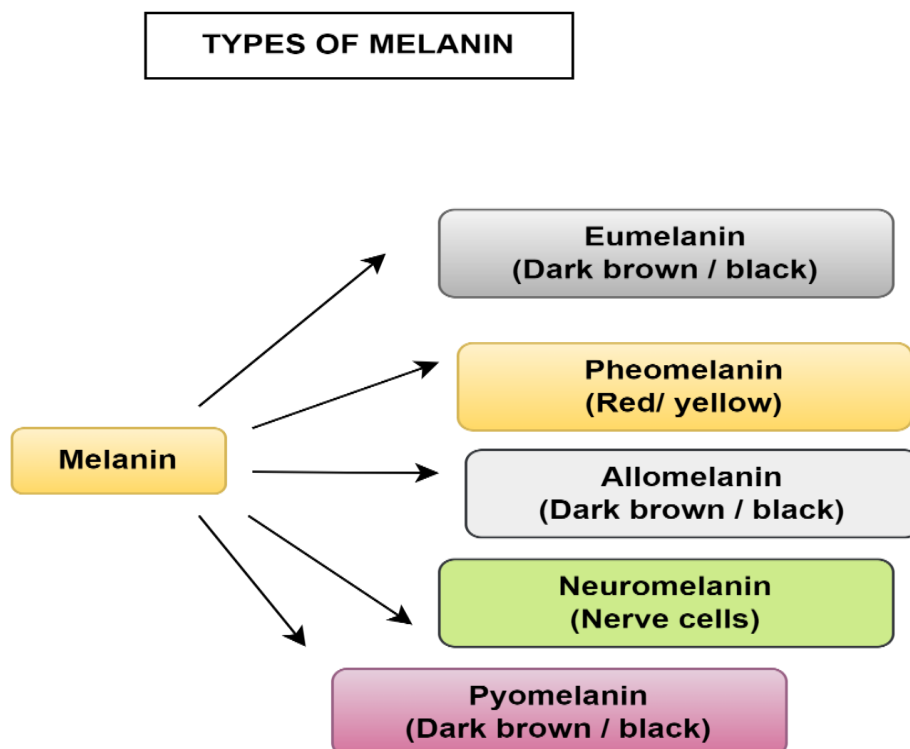 TYPES OF MELANIN
Eumelanin
(Dark brown / black)
Pheomelanin
(Red/ yellow)
Melanin
Allomelanin
(Dark brown / black)
Neuromelanin
(Nerve cells)
Pyomelanin
(Dark brown / black)